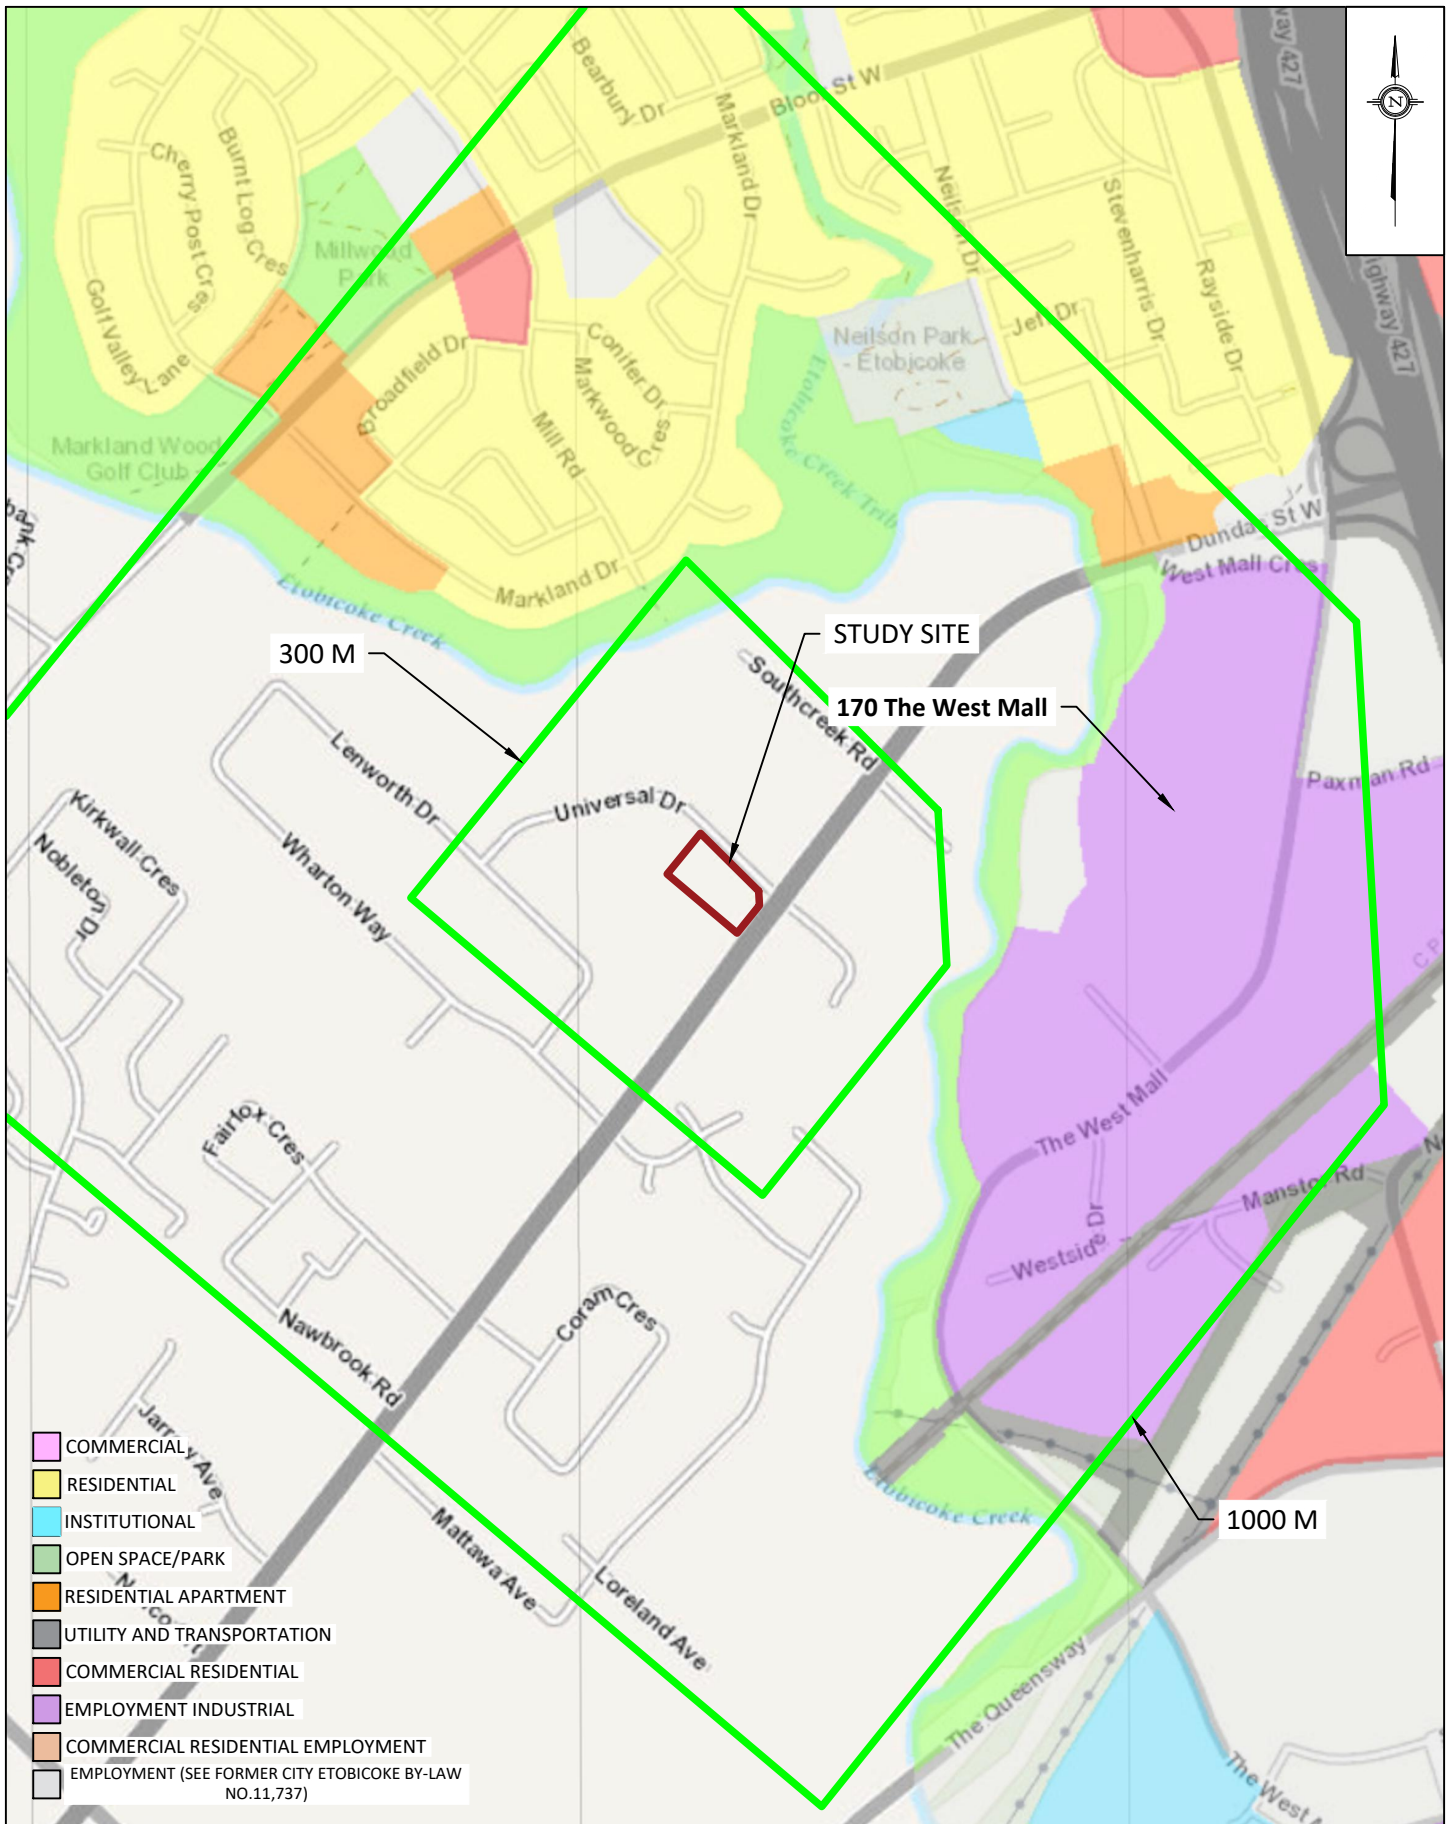 way 427
N
Bearbury Dr
Bloor St W
Markland Dr
Burnt Log Cres
Cherry Post Cres
Neilson Dr
Stevenharris Dr
Rayside Dr
Highway 427
Millwood
Park
Golf Valley Lane
Jeff Dr
Neilson Park
- Etobicoke
Conifer Dr
Broadfield Dr
Markwood Cres
Mill Rd
Etobicoke Creek Trib
Markland Wood
Golf Club
Dundas St W
West Mall Cres
Markland Dr
Etobicoke Creek
STUDY SITE
300 M
Southcreek Rd
170 The West Mall
Lenworth Dr
Paxman Rd
Universal Dr
Kirkwall Cres
Nobleton Dr
Wharton Way
The West Mall
Fairfox Cres
Manstor Rd
Westside Dr
Coram Cres
Nawbrook Rd
Jarrey Ave
COMMERCIAL
RESIDENTIAL
INSTITUTIONAL
OPEN SPACE/PARK
RESIDENTIAL APARTMENT
UTILITY AND TRANSPORTATION
COMMERCIAL RESIDENTIAL
EMPLOYMENT INDUSTRIAL
COMMERCIAL RESIDENTIAL EMPLOYMENT
EMPLOYMENT (SEE FORMER CITY ETOBICOKE BY-LAW
NO.11,737)
Etobicoke Creek
1000 M
Mattawa Ave
Loreland Ave
The Queensway
The West